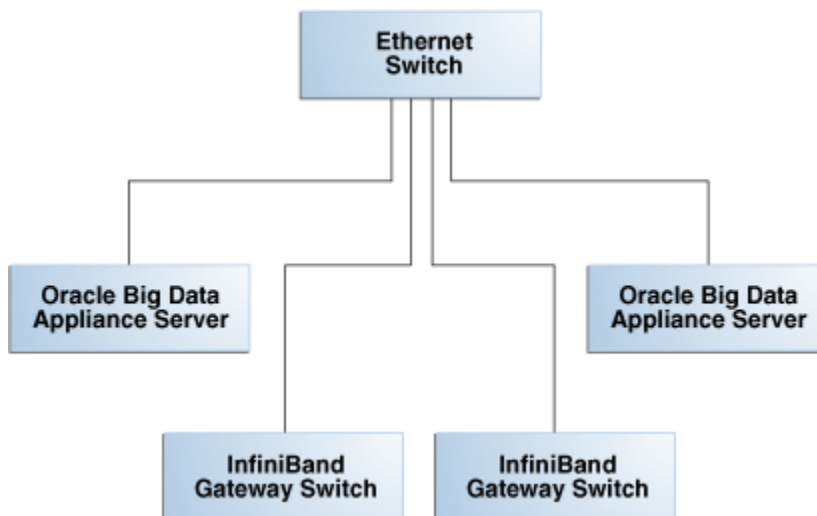 Ethernet
Switch
Oracle Big Data
Appliance Server
Oracle Big Data
Appliance Server
InfiniBand
Gateway Switch
InfiniBand
Gateway Switch